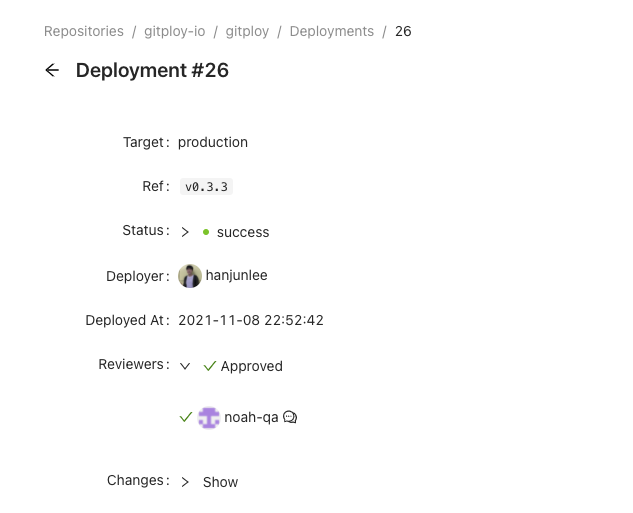 Repositories / gitploy-io / gitploy / Deployments / 26
Deployment #26
Target: production
Ref: v0.3.3
Status: success
Deployer: hanjunlee
Deployed At: 2021-11-08 22:52:42
Reviewers: Approved
noah-qa
Changes: Show